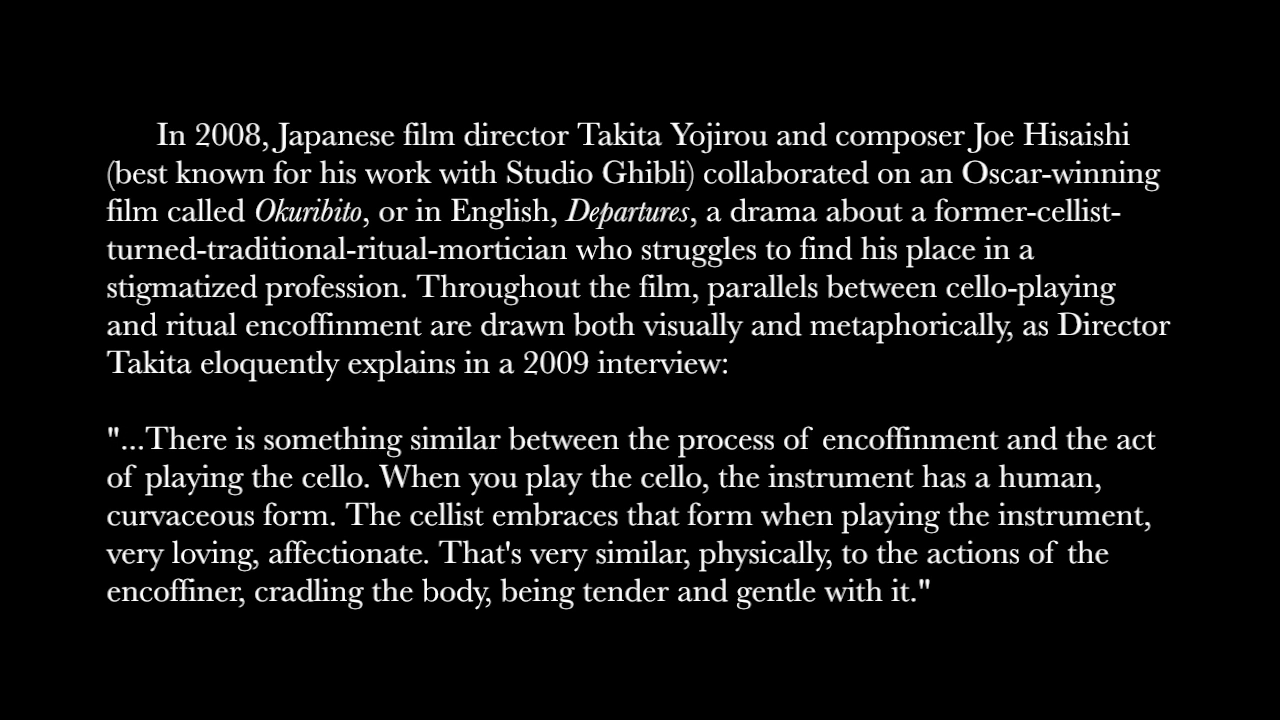 In 2008, Japanese film director Takita Yojirou and composer Joe Hisaishi
(best known for his work with Studio Ghibli) collaborated on an Oscar-winning
film called Okuribito, or in English, Departures, a drama about a former-cellist-
turned-traditional-ritual-mortician who struggles to find his place in a
stigmatized profession. Throughout the film, parallels between cello-playing
and ritual encoffinment are drawn both visually and metaphorically, as Director
Takita eloquently explains in a 2009 interview:
"...There is something similar between the process of encoffinment and the act
of playing the cello. When you play the cello, the instrument has a human,
curvaceous form. The cellist embraces that form when playing the instrument,
very loving, affectionate. That's very similar, physically, to the actions of the
encoffiner, cradling the body, being tender and gentle with it."